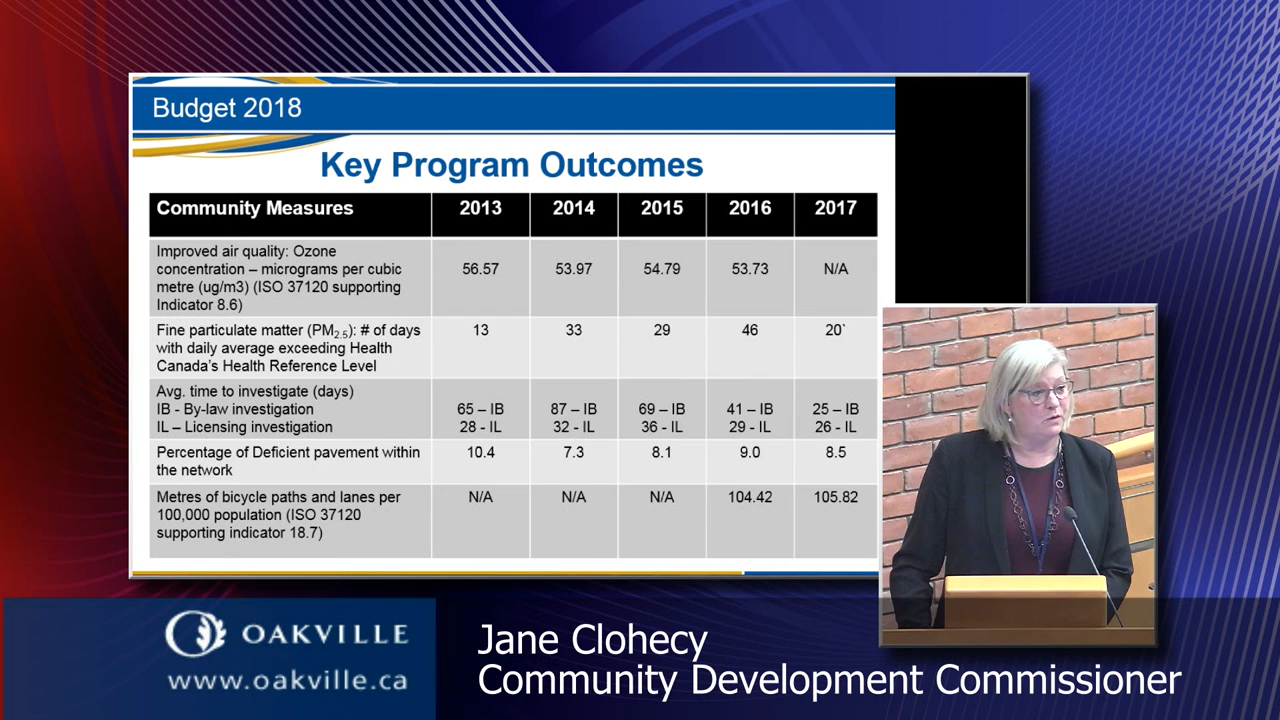 Budget 2018
Key Program Outcomes
Community Measures 2013 2014 2015 2016 2017
Improved air quality: Ozone
concentration – micrograms per cubic
metre (ug/m3) (ISO 37120 supporting
Indicator 8.6)
56.57 53.97 54.79 53.73 N/A
Fine particulate matter (PM2.5): # of days
with daily average exceeding Health
Canada's Health Reference Level
13 33 29 46 20`
Avg. time to investigate (days)
IB - By-law investigation
IL – Licensing investigation
65 – IB 87 – IB 69 – IB 41 – IB 25 – IB
28 - IL 32 - IL 36 - IL 29 - IL 26 - IL
Percentage of Deficient pavement within
the network
10.4 7.3 8.1 9.0 8.5
Metres of bicycle paths and lanes per
100,000 population (ISO 37120
supporting indicator 18.7)
N/A N/A N/A 104.42 105.82
OAKVILLE
www.oakville.ca
Jane Clohecy
Community Development Commissioner